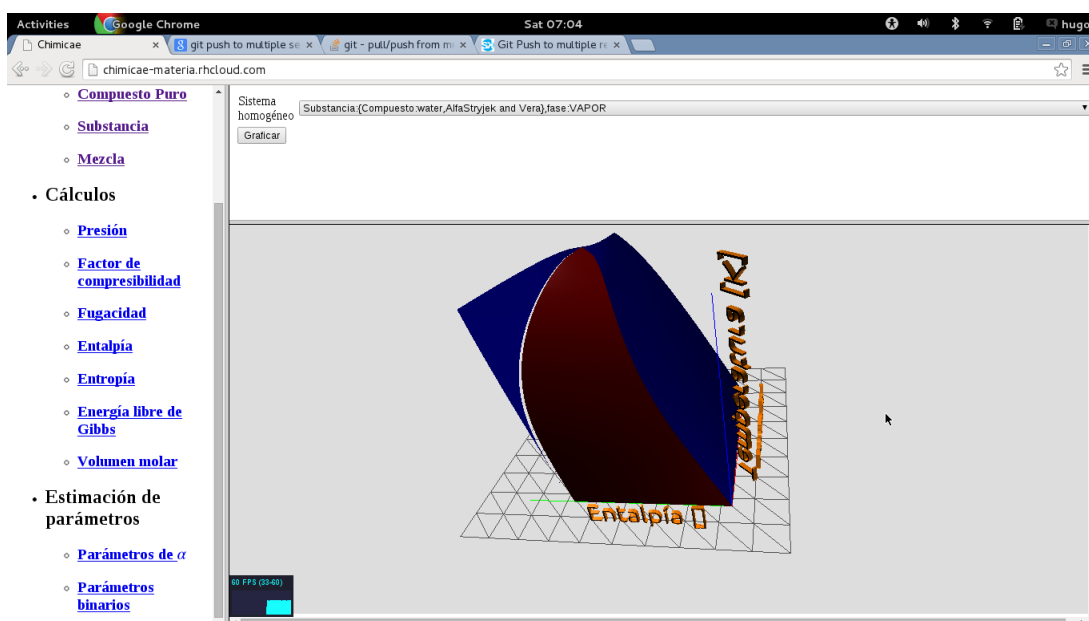 Activities
Google Chrome
Sat 07:04
hugo
Chimicae
git push to multiple se
git - pull/push from m
Git Push to multiple re
chimicae-materia.rhcloud.com
Compuesto Puro
Substancia
Mezcla
Cálculos
Presión
Factor de
compresibilidad
Fugacidad
Entalpía
Entropía
Energía libre de
Gibbs
Volumen molar
Estimación de
parámetros
Parámetros de α
Parámetros
binarios
Sistema
homogéneo
Substancia:{Compuesto:water,AlfaStryjek and Vera},fase:VAPOR
Graficar
Temperatura [K]
Entalpía []
60 FPS (33-60)